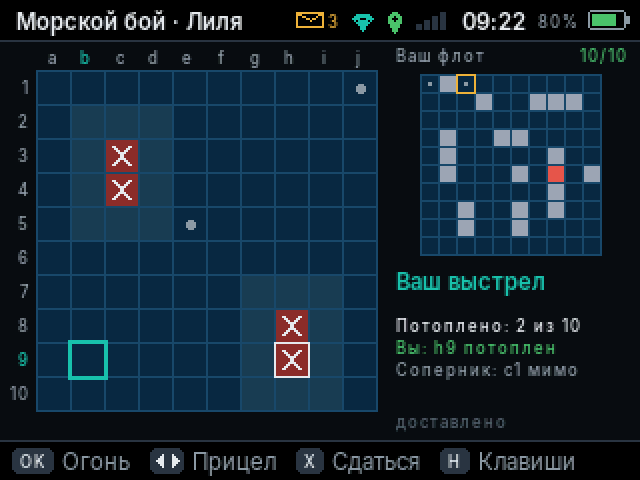 Морской бой · Лиля 3 09:22 80%
Ваш флот 10/10
a b c d e f g h i j
1
2
3
4
5
6
7
8
9
10
Ваш выстрел
Потоплено: 2 из 10
Вы: h9 потоплен
Соперник: c1 мимо
доставлено
OK Огонь Прицел X Сдаться H Клавиши